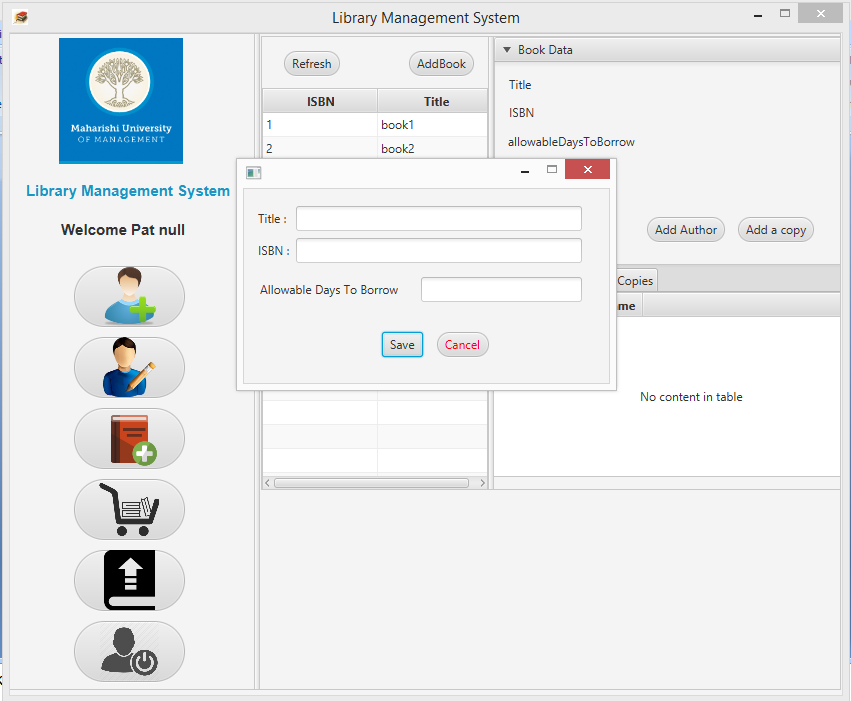 Library Management System
Maharishi University
OF MANAGEMENT
Library Management System
Welcome Pat null
Refresh
AddBook
ISBN
Title
1
book1
2
book2
Book Data
Title
ISBN
allowableDaysToBorrow
Add Author
Add a copy
Copies
No content in table
Title :
ISBN :
Allowable Days To Borrow
Save
Cancel